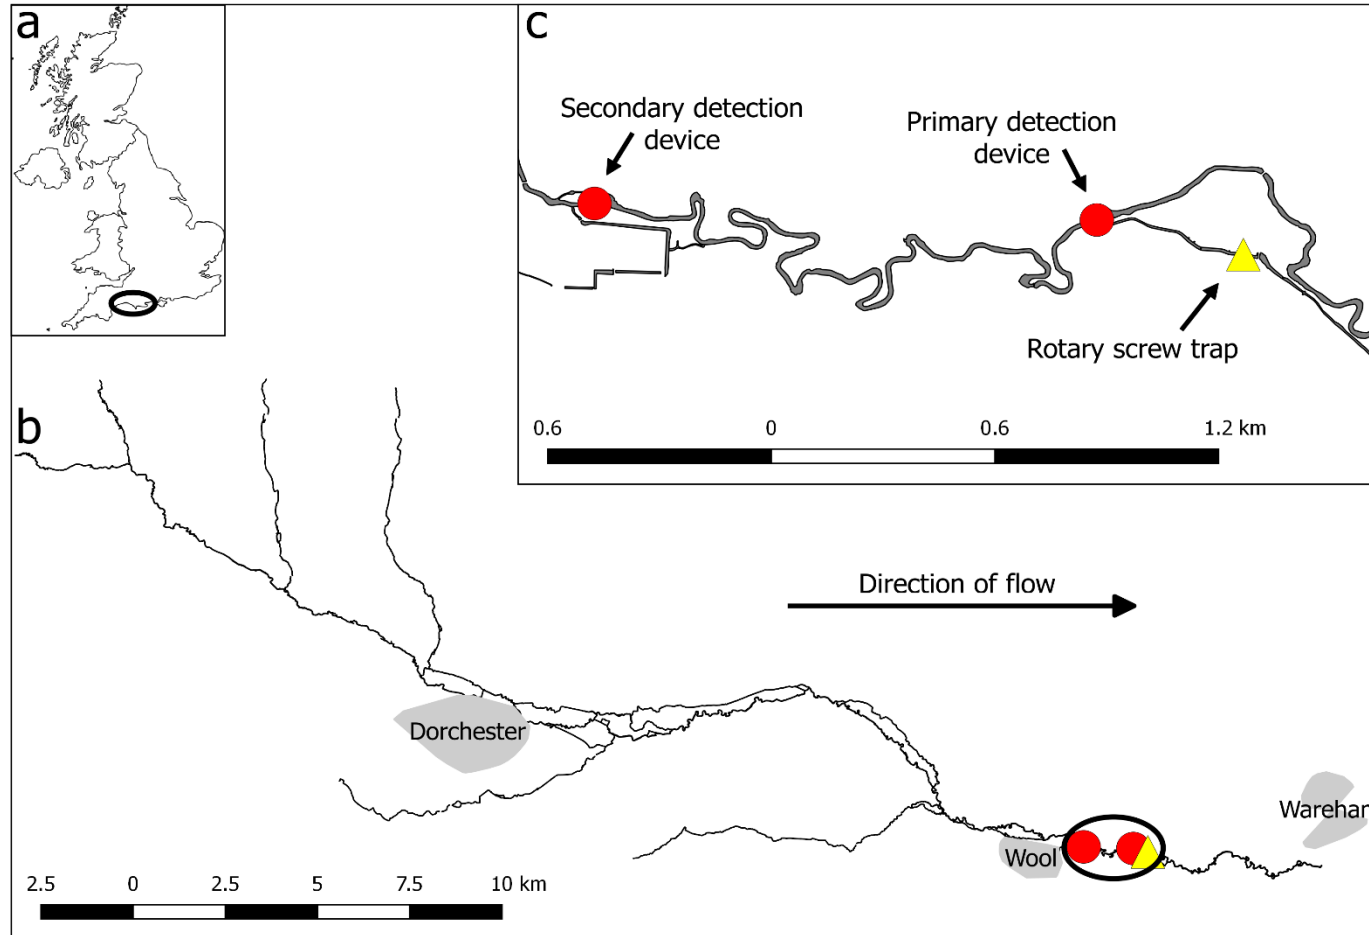 a
c
Secondary detection
device
Primary detection
device
Rotary screw trap
0.6 0 0.6 1.2 km
b
Direction of flow
Dorchester
Wareham
Wool
2.5 0 2.5 5 7.5 10 km